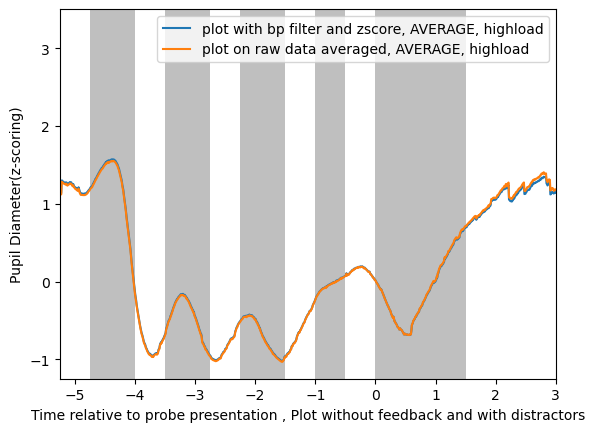 plot with bp filter and zscore, AVERAGE, highload
plot on raw data averaged, AVERAGE, highload
Pupil Diameter(z-scoring)
3
2
1
0
−1
−5 −4 −3 −2 −1 0 1 2 3
Time relative to probe presentation , Plot without feedback and with distractors